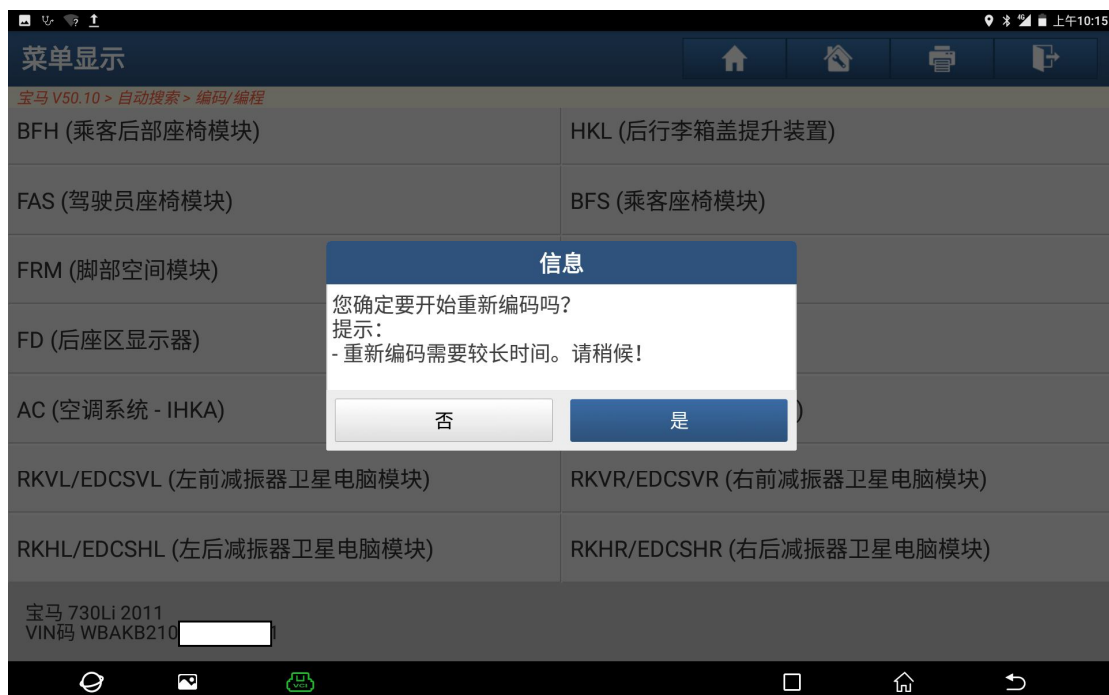 上午10:15
菜单显示
宝马 V50.10 > 自动搜索 > 编码/编程
BFH (乘客后部座椅模块)
HKL (后行李箱盖提升装置)
FAS (驾驶员座椅模块)
BFS (乘客座椅模块)
FRM (脚部空间模块)
信息
您确定要开始重新编码吗?
提示:
- 重新编码需要较长时间。请稍候!
否
是
FD (后座区显示器)
AC (空调系统 - IHKA)
)
RKVL/EDCSVL (左前减振器卫星电脑模块)
RKVR/EDCSVR (右前减振器卫星电脑模块)
RKHL/EDCSHL (左后减振器卫星电脑模块)
RKHR/EDCSHR (右后减振器卫星电脑模块)
宝马 730Li 2011
VIN码 WBAKB210
VCI